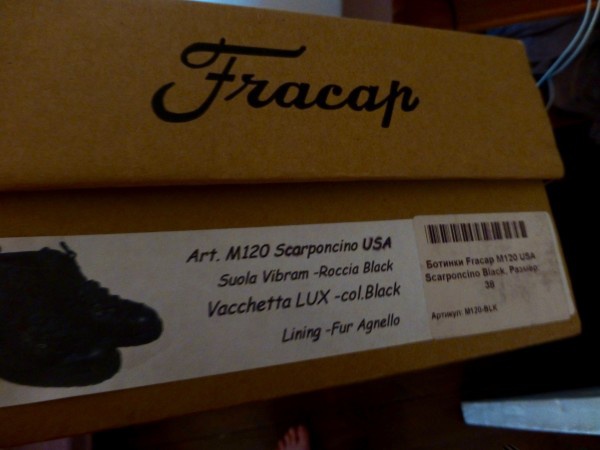 Fracap
Art. M120 Scarponcino USA
Suola Vibram -Roccia Black
Vacchetta LUX -col.Black
Lining -Fur Agnello
Ботинки Fracap M120 USA
Scarponcino Black. Размер
38
Артикул: M120-BLK